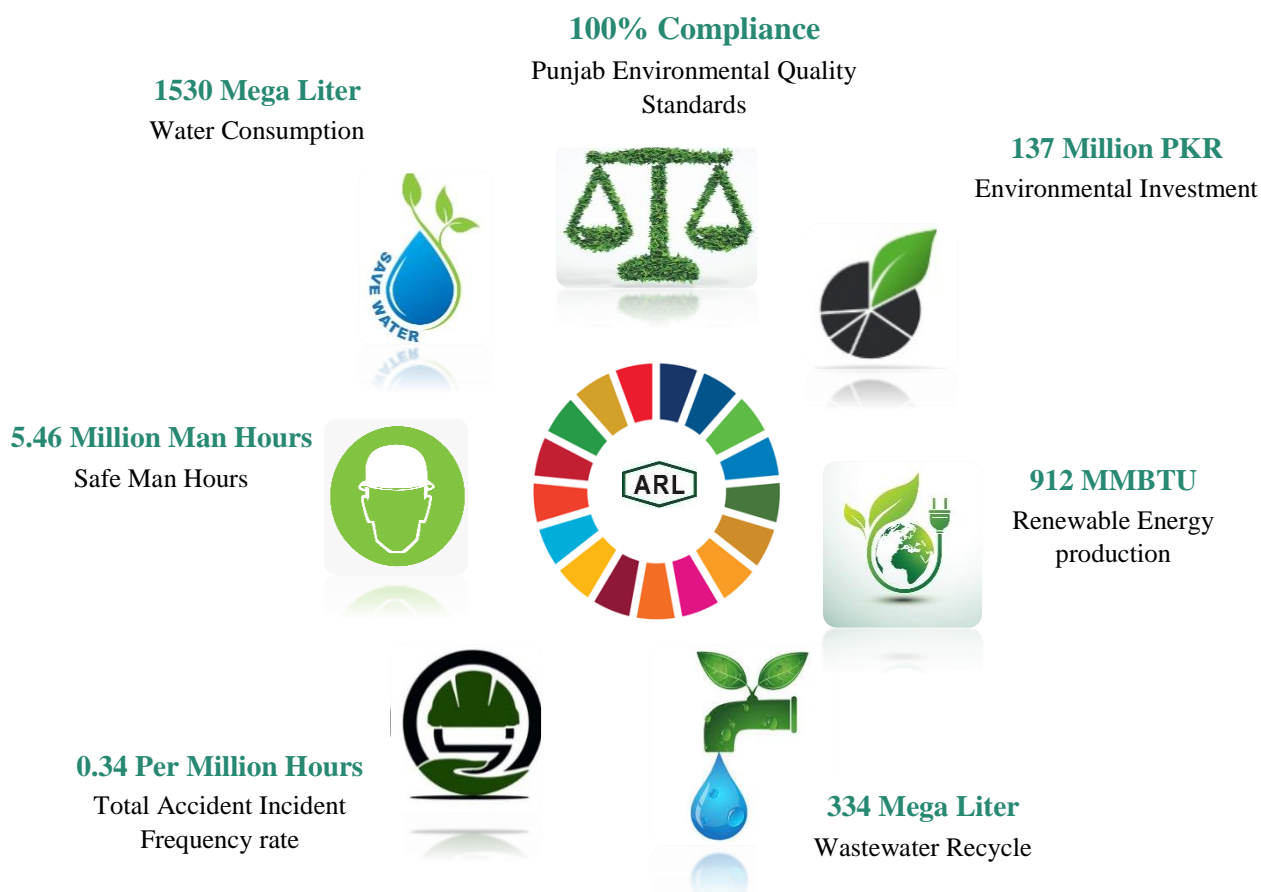 100% Compliance
Punjab Environmental Quality
Standards
1530 Mega Liter
Water Consumption
137 Million PKR
Environmental Investment
SAVE WATER
5.46 Million Man Hours
Safe Man Hours
ARL
912 MMBTU
Renewable Energy
production
0.34 Per Million Hours
Total Accident Incident
Frequency rate
334 Mega Liter
Wastewater Recycle